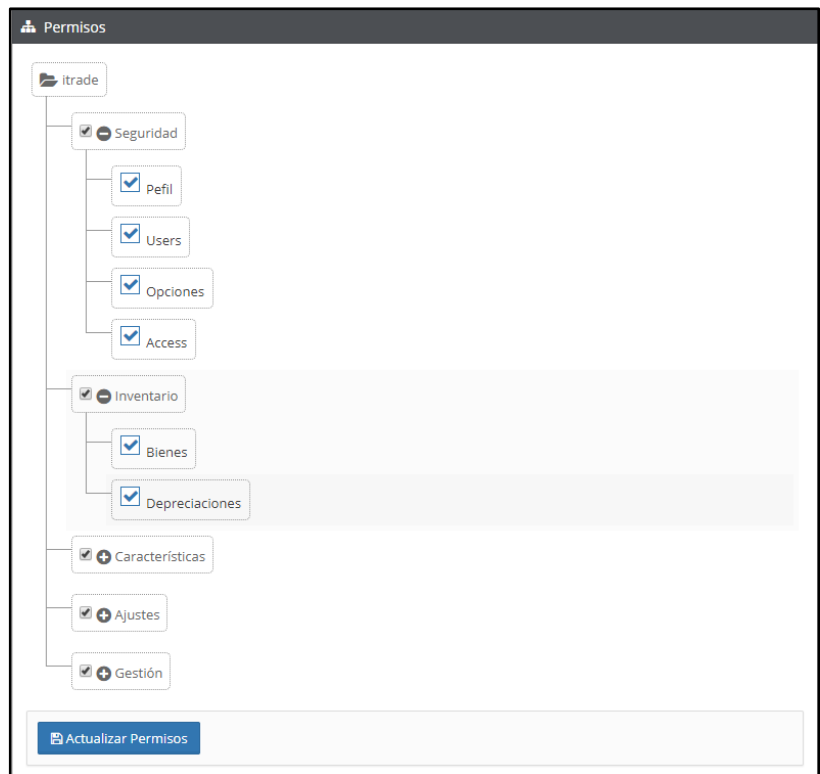 Permisos
itrade
Seguridad
Pefil
Users
Opciones
Access
Inventario
Bienes
Depreciaciones
Características
Ajustes
Gestión
Actualizar Permisos